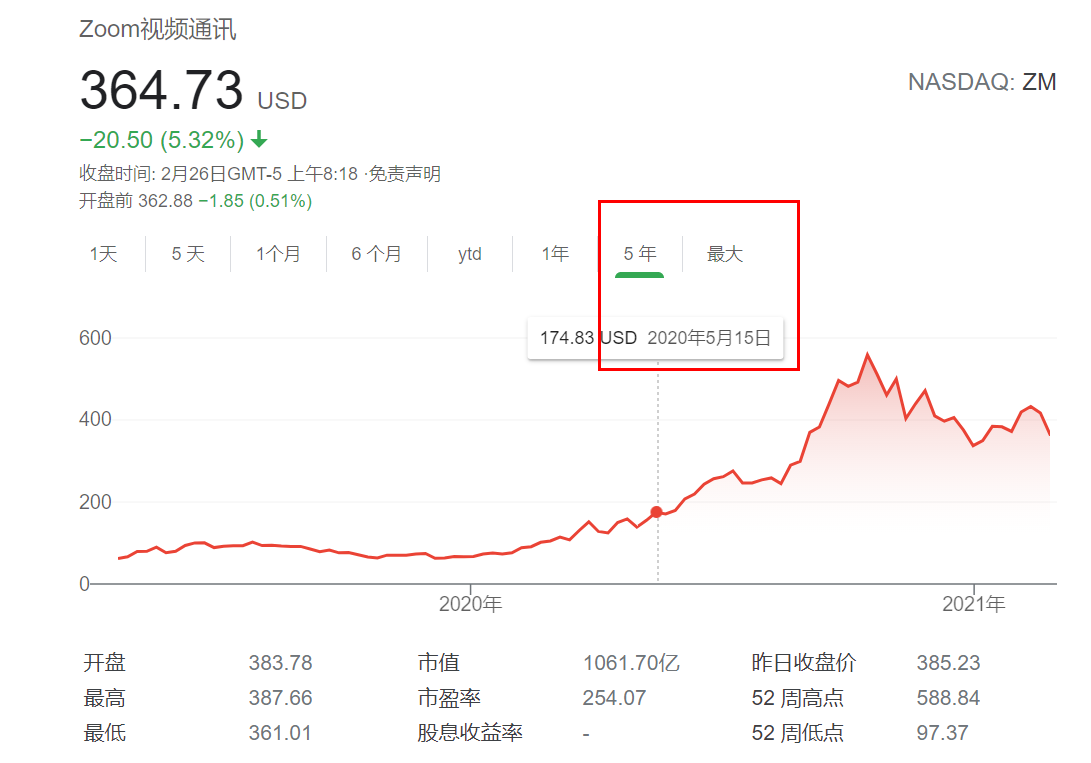 Zoom视频通讯
364.73 USD
NASDAQ: ZM
−20.50 (5.32%)
收盘时间: 2月26日GMT-5 上午8:18 ·免责声明
开盘前 362.88 −1.85 (0.51%)
1天 5 天 1个月 6 个月 ytd 1年 5 年 最大
174.83 USD 2020年5月15日
600
400
200
0
2020年 2021年
开盘 383.78 市值 1061.70亿 昨日收盘价 385.23
最高 387.66 市盈率 254.07 52 周高点 588.84
最低 361.01 股息收益率 - 52 周低点 97.37